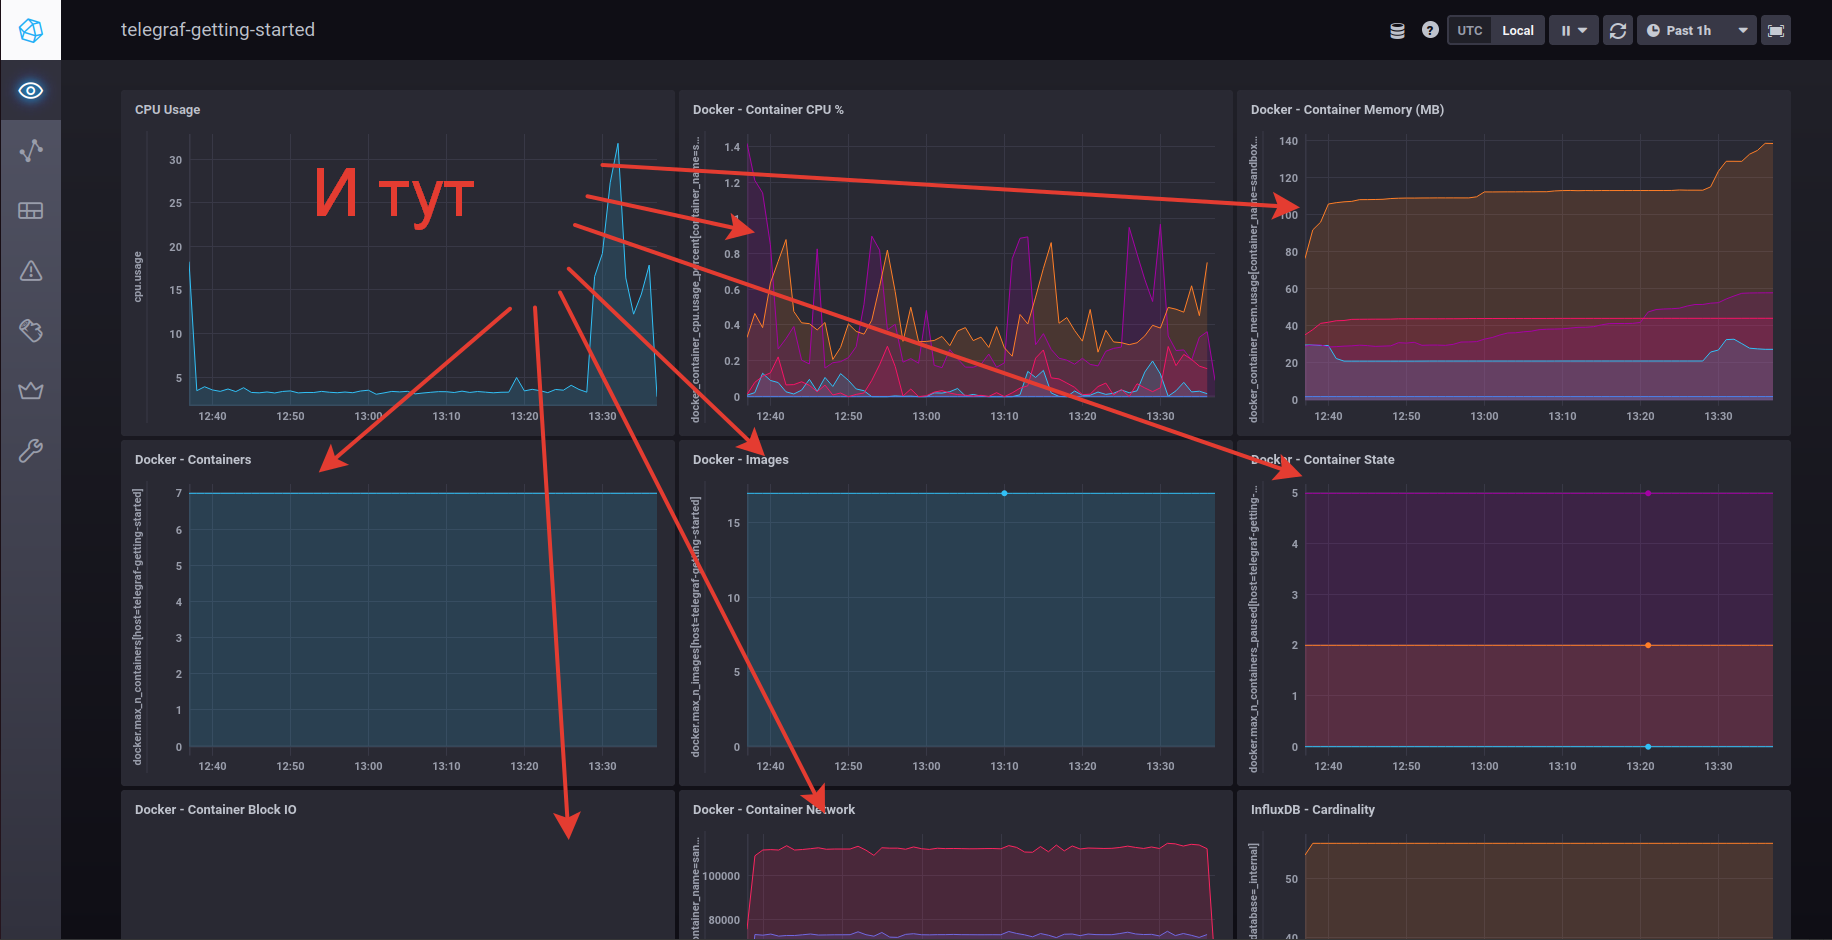 telegraf-getting-started
UTC
Local
Past 1h
CPU Usage
cpu.usage
30
25
20
15
10
5
12:40 12:50 13:00 13:10 13:20 13:30
И тут
Docker - Container CPU %
docker_container_cpu.usage_percent[container_name=s...
1.4
1.2
1
0.8
0.6
0.4
0.2
0
12:40 12:50 13:00 13:10 13:20 13:30
Docker - Container Memory (MB)
docker_container_mem.usage[container_name=sandbox...
140
120
100
80
60
40
20
0
12:40 12:50 13:00 13:10 13:20 13:30
Docker - Containers
docker.max_n_containers[host=telegraf-getting-started]
7
6
5
4
3
2
1
0
12:40 12:50 13:00 13:10 13:20 13:30
Docker - Images
docker.max_n_images[host=telegraf-getting-started]
15
10
5
0
12:40 12:50 13:00 13:10 13:20 13:30
Docker - Container State
docker.max_n_containers_paused[host=telegraf-getting-...
5
4
3
2
1
0
12:40 12:50 13:00 13:10 13:20 13:30
Docker - Container Block IO
Docker - Container Network
ontainer_name=san...
100000
80000
InfluxDB - Cardinality
database=_internal]
50
40